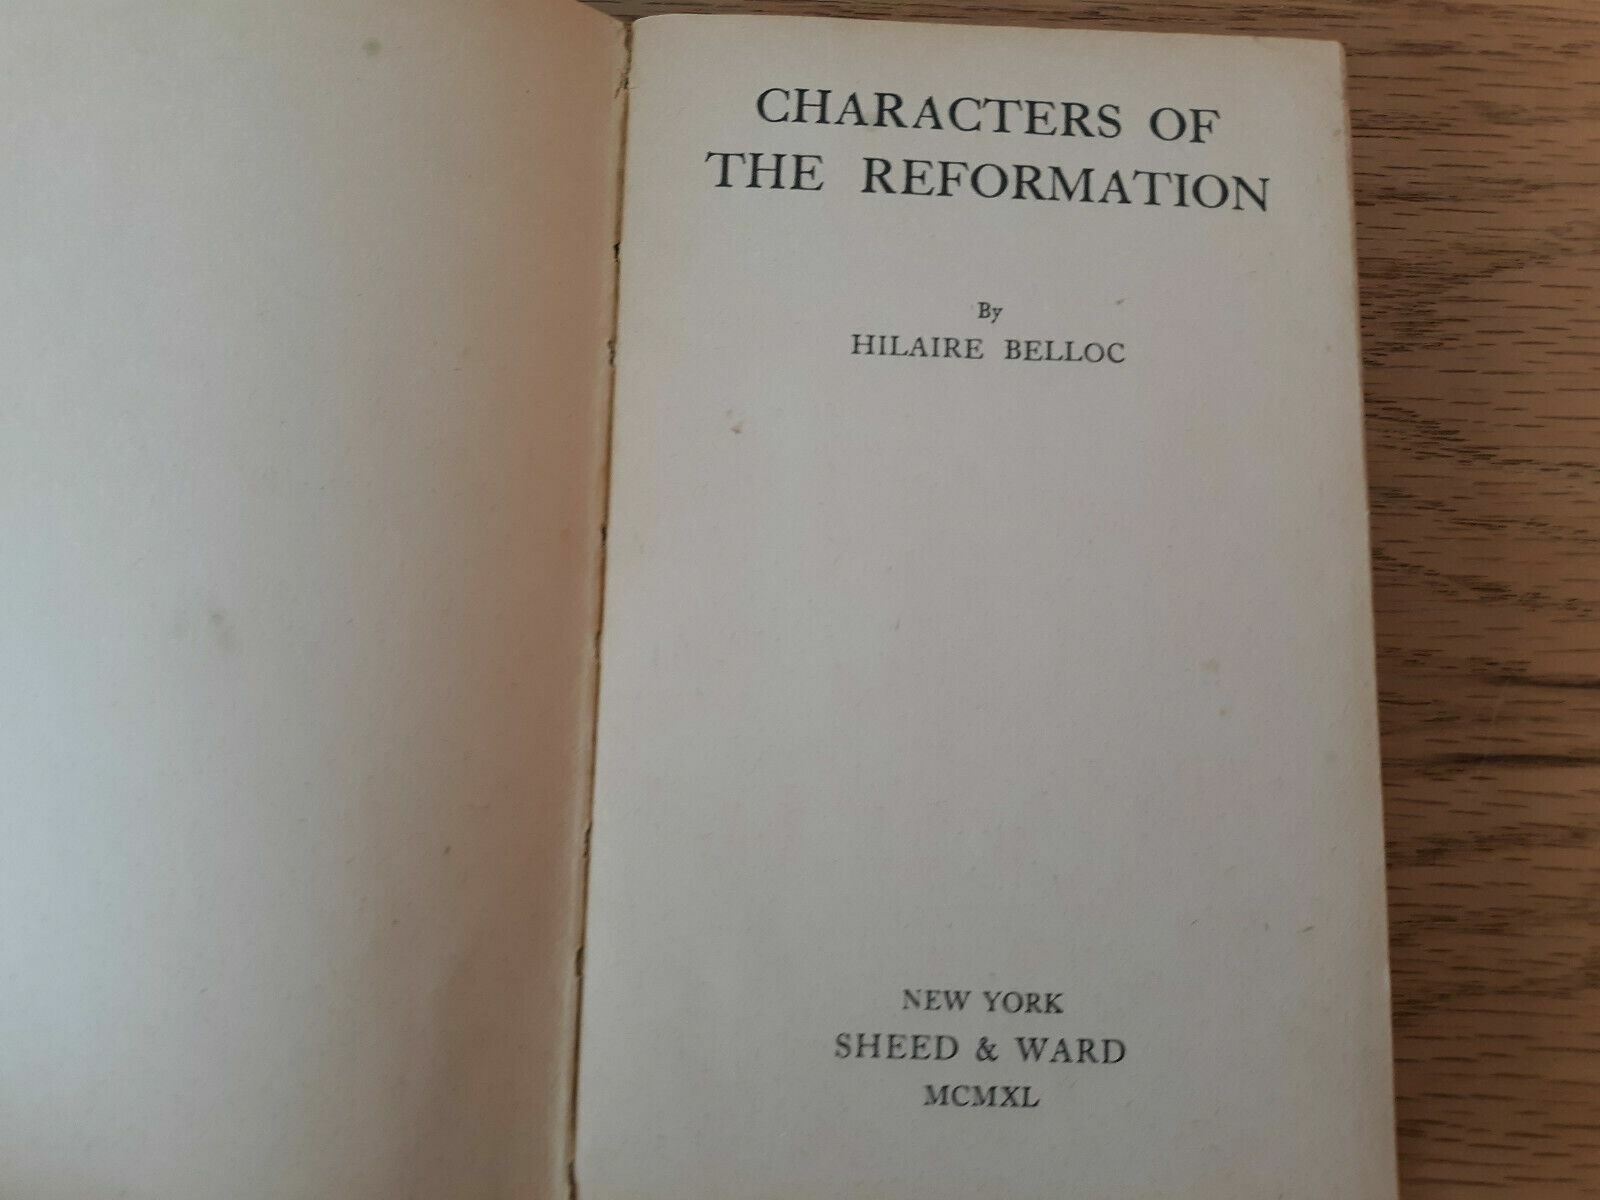 CHARACTERS OF
THE REFORMATION
By
HILAIRE BELLOC
NEW YORK
SHEED & WARD
MCMXL